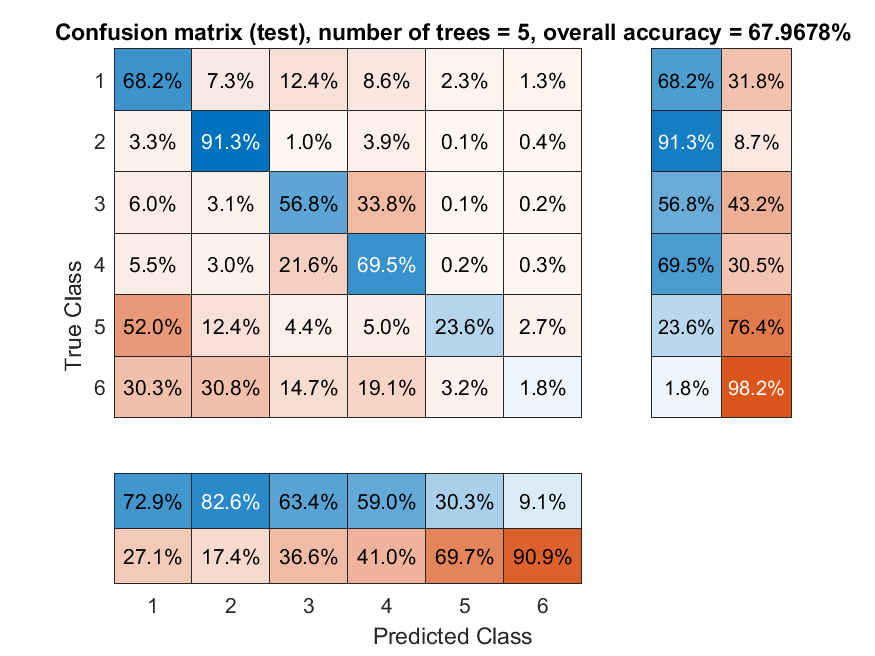 Confusion matrix (test), number of trees = 5, overall accuracy = 67.9678%
1 68.2% 7.3% 12.4% 8.6% 2.3% 1.3% 68.2% 31.8%
2 3.3% 91.3% 1.0% 3.9% 0.1% 0.4% 91.3% 8.7%
3 6.0% 3.1% 56.8% 33.8% 0.1% 0.2% 56.8% 43.2%
4 5.5% 3.0% 21.6% 69.5% 0.2% 0.3% 69.5% 30.5%
5 52.0% 12.4% 4.4% 5.0% 23.6% 2.7% 23.6% 76.4%
6 30.3% 30.8% 14.7% 19.1% 3.2% 1.8% 1.8% 98.2%
True Class
72.9% 82.6% 63.4% 59.0% 30.3% 9.1%
27.1% 17.4% 36.6% 41.0% 69.7% 90.9%
1 2 3 4 5 6
Predicted Class